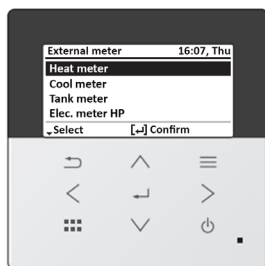 External meter 16:07, Thu
Heat meter
Cool meter
Tank meter
Elec. meter HP
Select [↵] Confirm